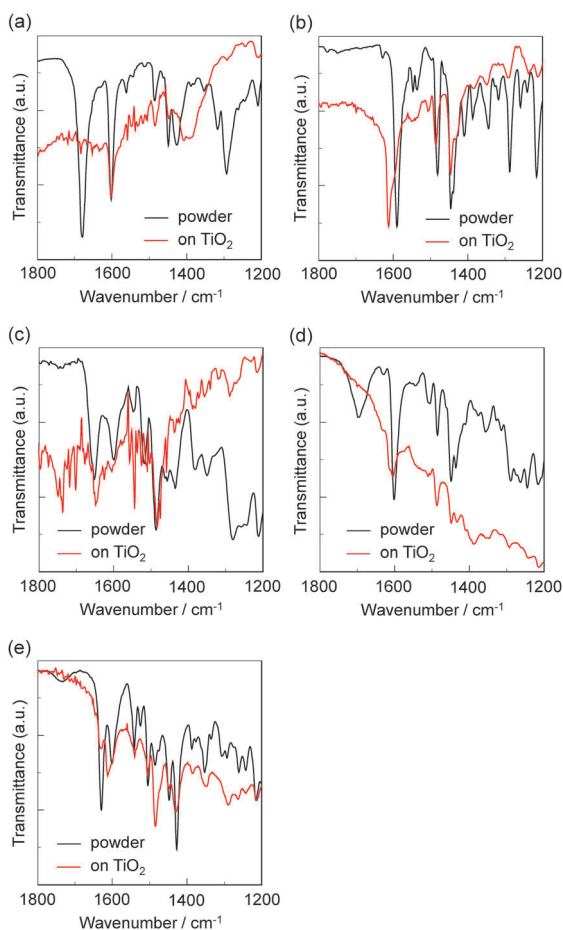 (a)
Transmittance (a.u.)
powder
on TiO₂
1800 1600 1400 1200
Wavenumber / cm⁻¹
(b)
Transmittance (a.u.)
powder
on TiO₂
1800 1600 1400 1200
Wavenumber / cm⁻¹
(c)
Transmittance (a.u.)
powder
on TiO₂
1800 1600 1400 1200
Wavenumber / cm⁻¹
(d)
Transmittance (a.u.)
powder
on TiO₂
1800 1600 1400 1200
Wavenumber / cm⁻¹
(e)
Transmittance (a.u.)
powder
on TiO₂
1800 1600 1400 1200
Wavenumber / cm⁻¹